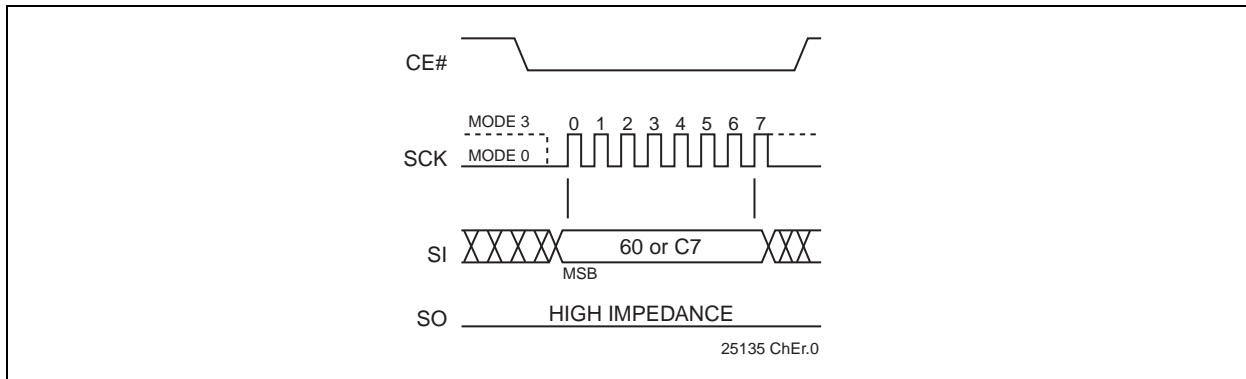 CE#
MODE 3 0 1 2 3 4 5 6 7
SCK MODE 0
SI 60 or C7
MSB
SO HIGH IMPEDANCE
25135 ChEr.0